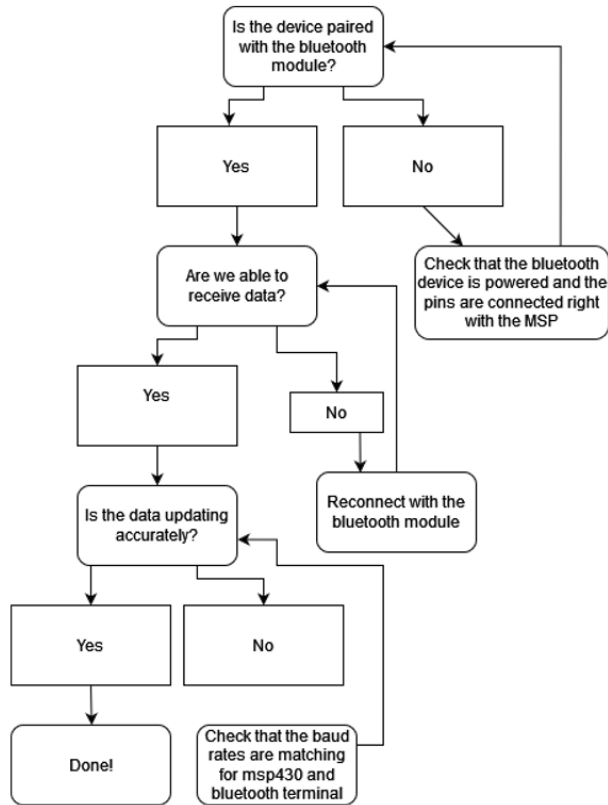 Is the device paired
with the bluetooth
module?
Yes
No
Are we able to
receive data?
Check that the bluetooth
device is powered and the
pins are connected right
with the MSP
Yes
No
Is the data updating
accurately?
Reconnect with the
bluetooth module
Yes
No
Done!
Check that the baud
rates are matching
for msp430 and
bluetooth terminal